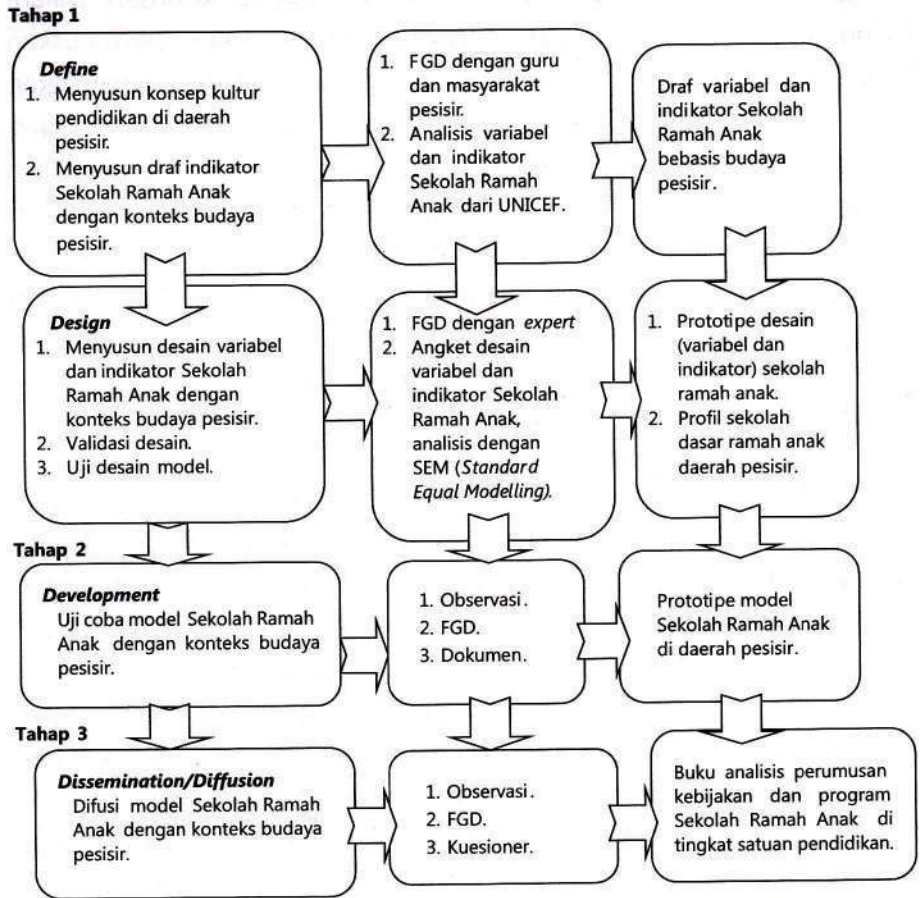 Tahap 1
Define
1. Menyusun konsep kultur
pendidikan di daerah
pesisir.
2. Menyusun draf indikator
Sekolah Ramah Anak
dengan konteks budaya
pesisir.
1. FGD dengan guru
dan masyarakat
pesisir.
2. Analisis variabel
dan indikator
Sekolah Ramah
Anak dari UNICEF.
Draf variabel dan
indikator Sekolah
Ramah Anak
bebasis budaya
pesisir.
Design
1. Menyusun desain variabel
dan indikator Sekolah
Ramah Anak dengan
konteks budaya pesisir.
2. Validasi desain.
3. Uji desain model.
1. FGD dengan expert
2. Angket desain
variabel dan
indikator Sekolah
Ramah Anak,
analisis dengan
SEM (Standard
Equal Modelling).
1. Prototipe desain
(variabel dan
indikator) sekolah
ramah anak.
2. Profil sekolah
dasar ramah anak
daerah pesisir.
Tahap 2
Development
Uji coba model Sekolah Ramah
Anak dengan konteks budaya
pesisir.
1. Observasi.
2. FGD.
3. Dokumen.
Prototipe model
Sekolah Ramah Anak
di daerah pesisir.
Tahap 3
Dissemination/Diffusion
Difusi model Sekolah Ramah
Anak dengan konteks budaya
pesisir.
1. Observasi.
2. FGD.
3. Kuesioner.
Buku analisis perumusan
kebijakan dan program
Sekolah Ramah Anak di
tingkat satuan pendidikan.